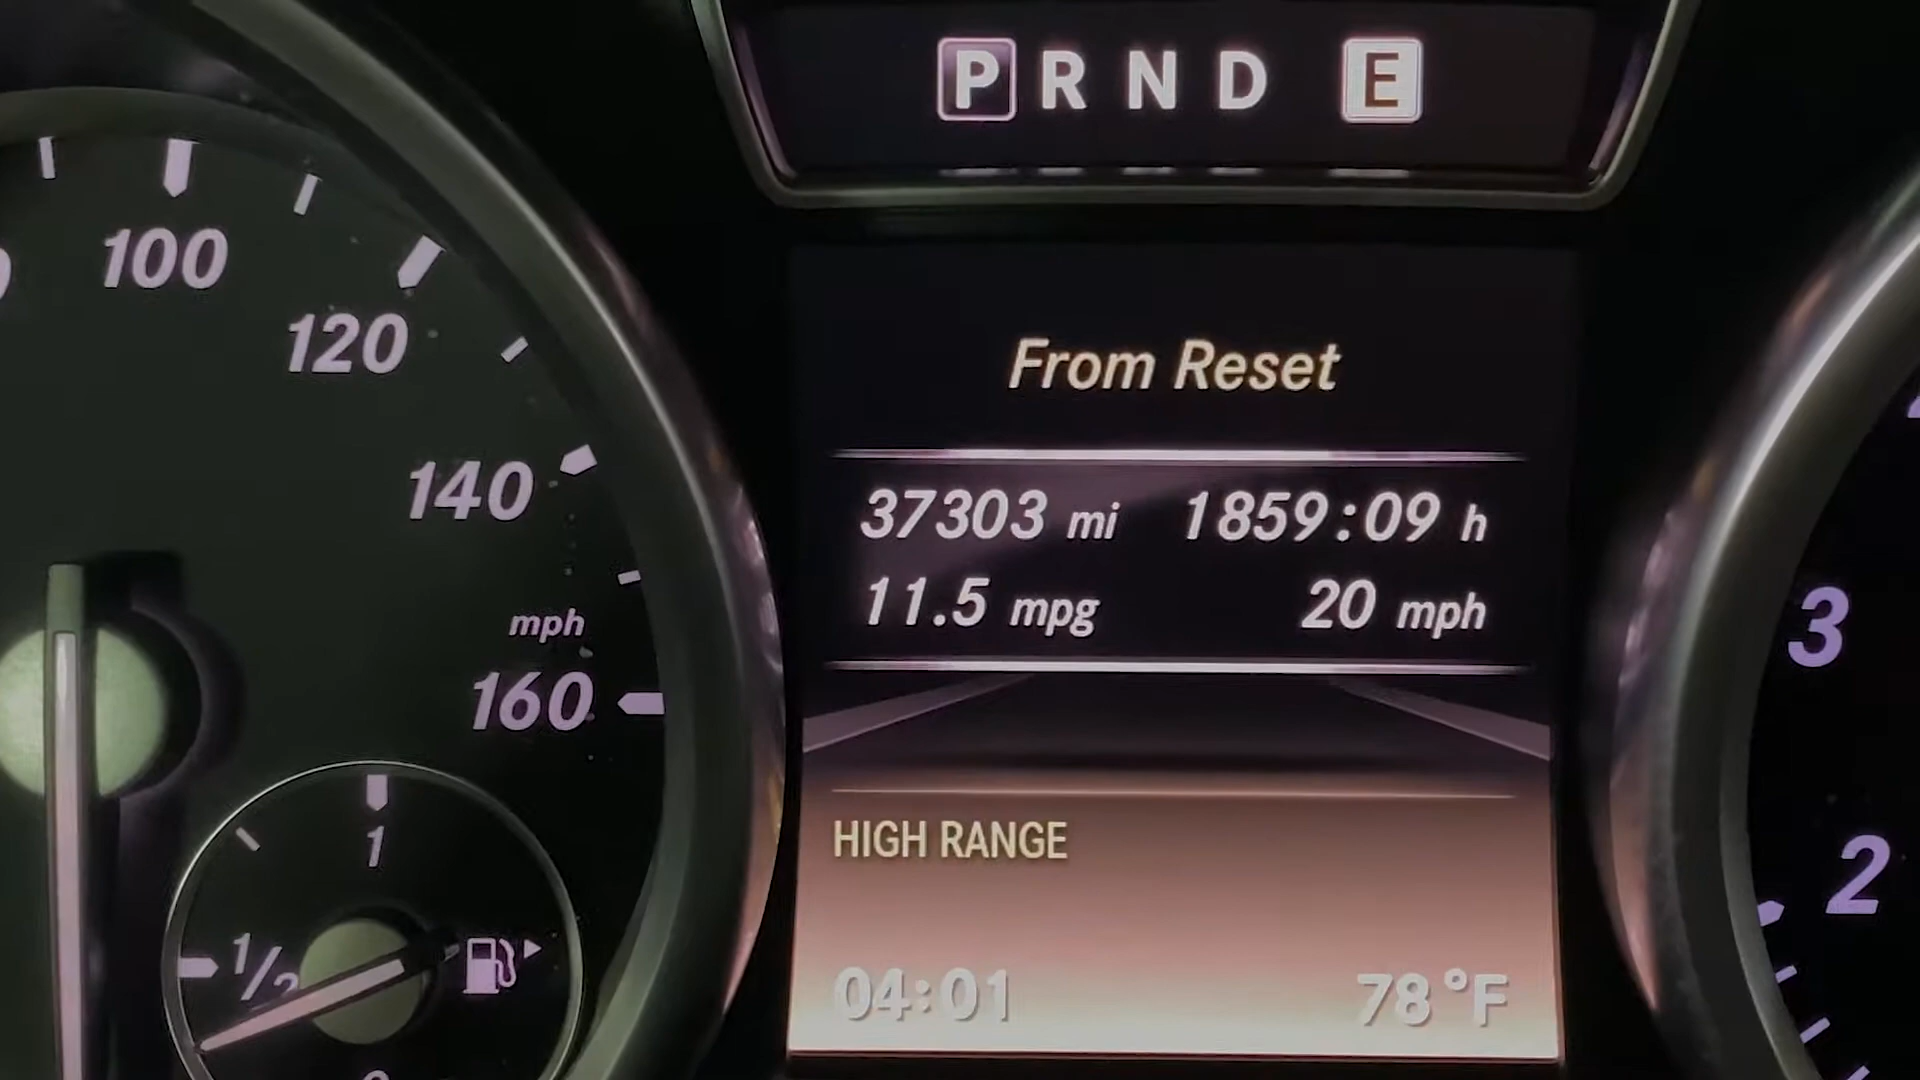 P R N D E
From Reset
37303 mi 1859:09 h
11.5 mpg 20 mph
HIGH RANGE
04:01 78°F
100
120
140
mph
160
1
1/2
3
2